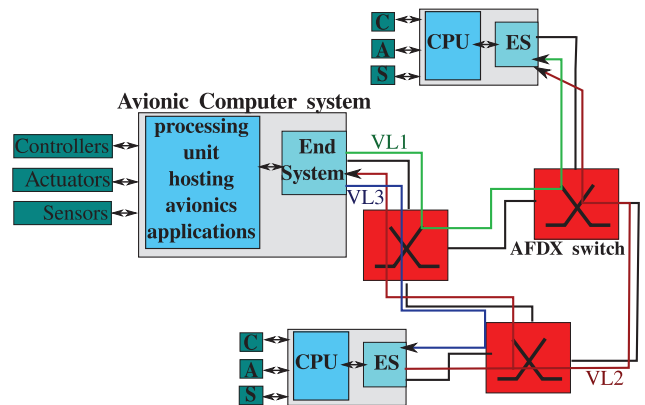 C
A
S
CPU
ES
Avionic Computer system
Controllers
Actuators
Sensors
processing
unit
hosting
avionics
applications
End
System
VL1
VL3
AFDX switch
C
A
S
CPU
ES
VL2